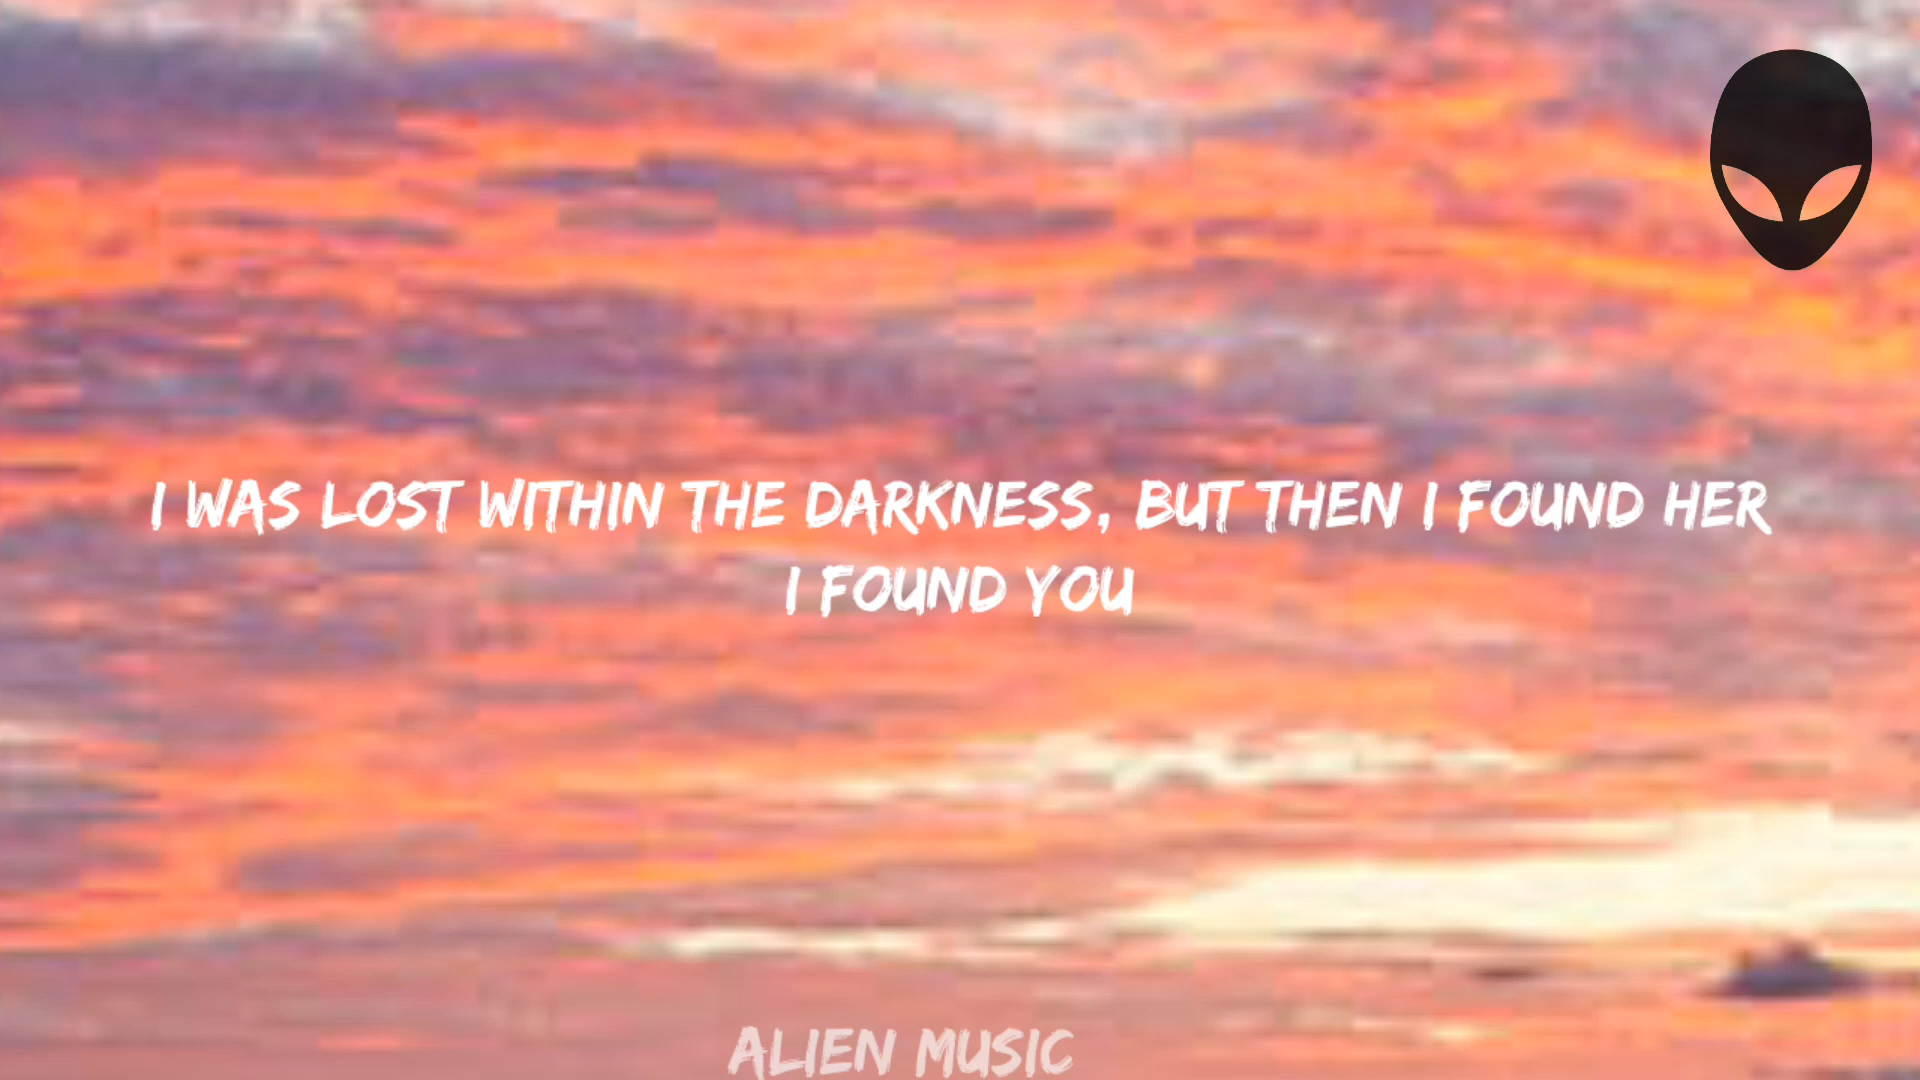 I WAS LOST WITHIN THE DARKNESS, BUT THEN I FOUND HER
I FOUND YOU
ALIEN MUSIC